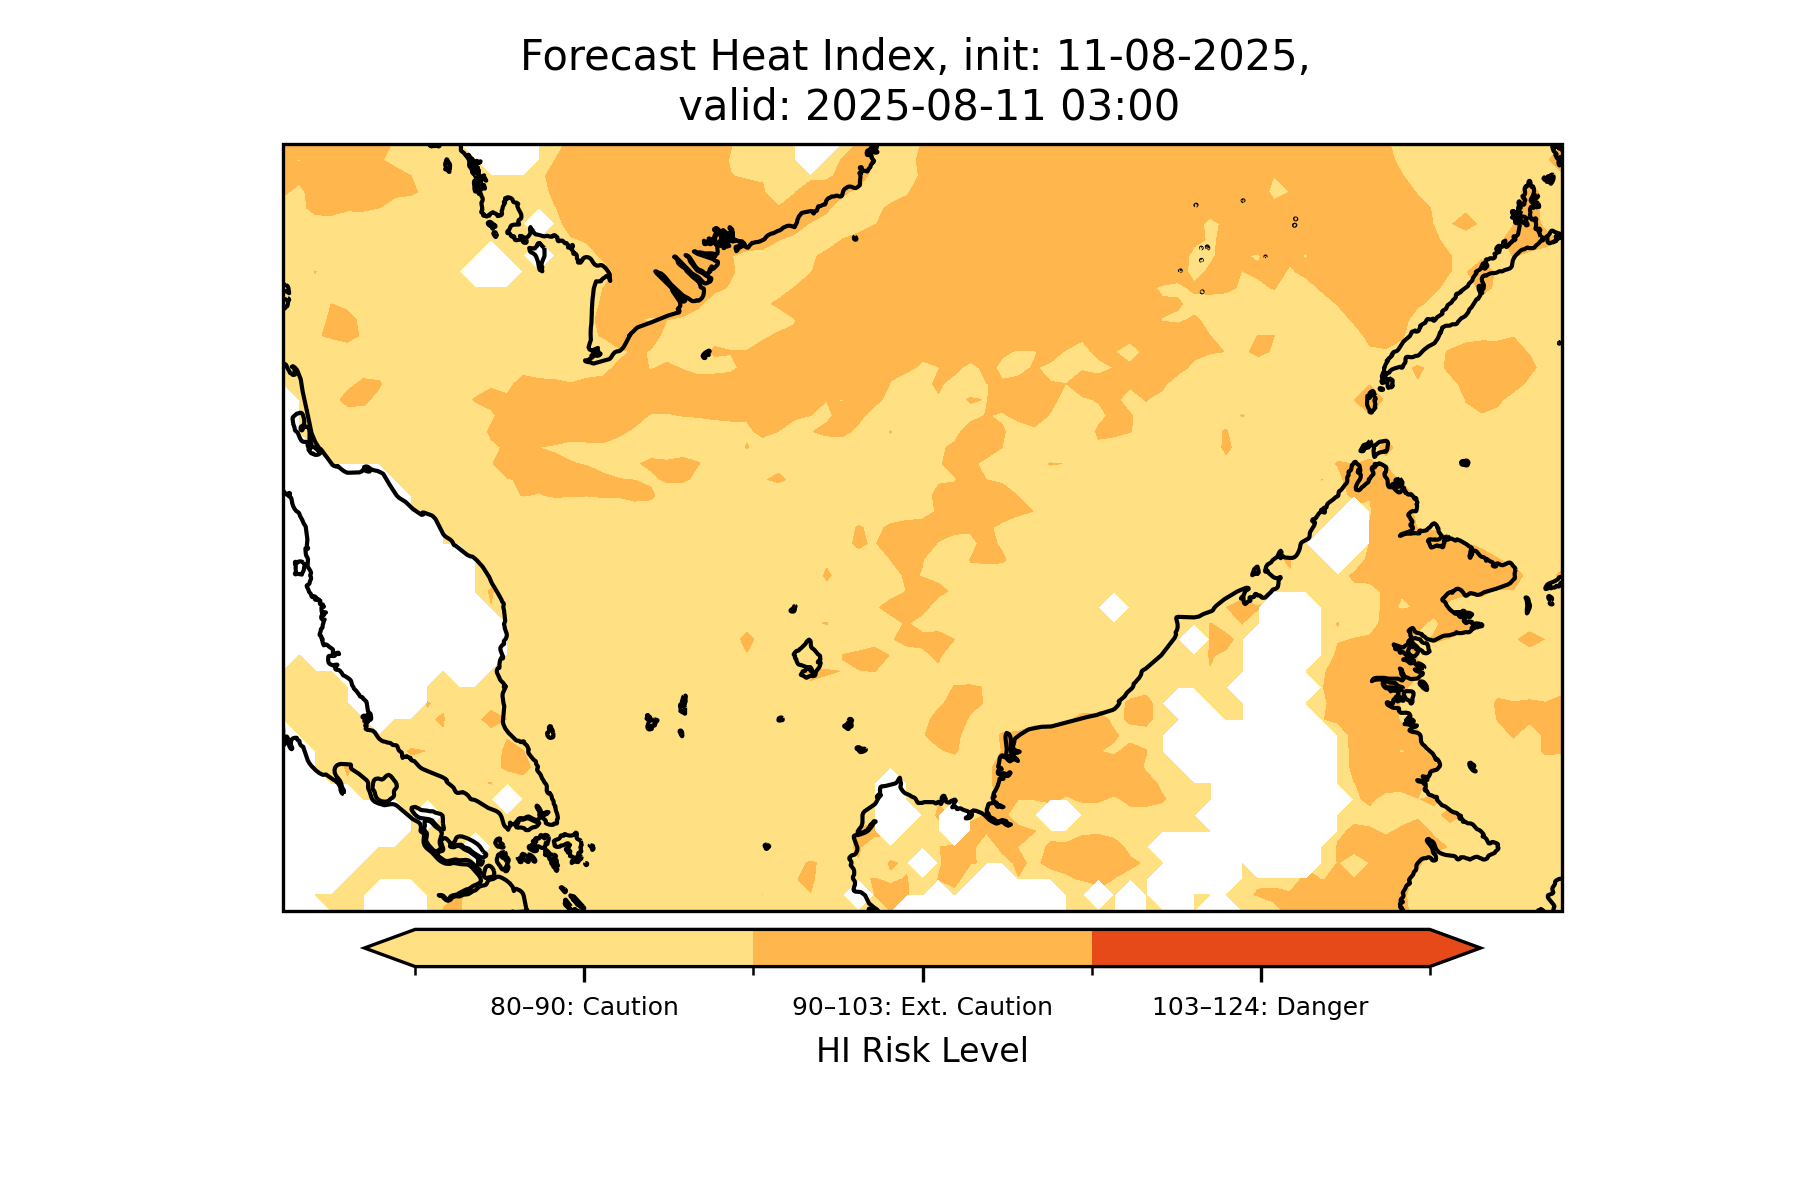 Forecast Heat Index, init: 11-08-2025,
valid: 2025-08-11 03:00
80–90: Caution
90–103: Ext. Caution
103–124: Danger
HI Risk Level